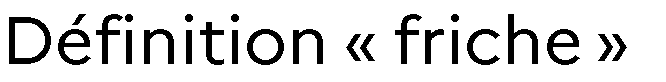 Définition « friche »